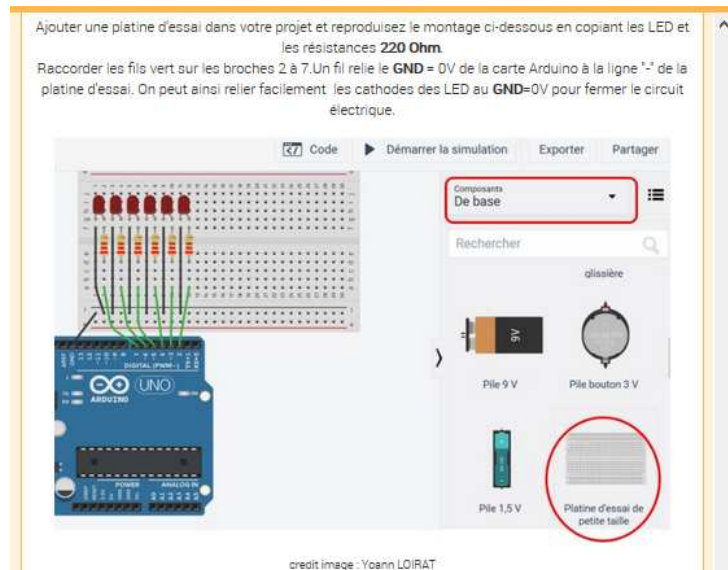 Ajouter une platine d'essai dans votre projet et reproduisez le montage ci-dessous en copiant les LED et
les résistances 220 Ohm.
Raccorder les fils vert sur les broches 2 à 7.Un fil relie le GND = 0V de la carte Arduino à la ligne "-" de la
platine d'essai. On peut ainsi relier facilement les cathodes des LED au GND=0V pour fermer le circuit
électrique.
Code
Démarrer la simulation
Exporter
Partager
Composants
De base
Rechercher
glissière
9V
Pile 9 V
Pile bouton 3 V
Pile 1,5 V
Platine d'essai de
petite taille
DIGITAL (PWM~)
UNO
ARDUINO
POWER
ANALOG IN
credit image : Yoann LOIRAT